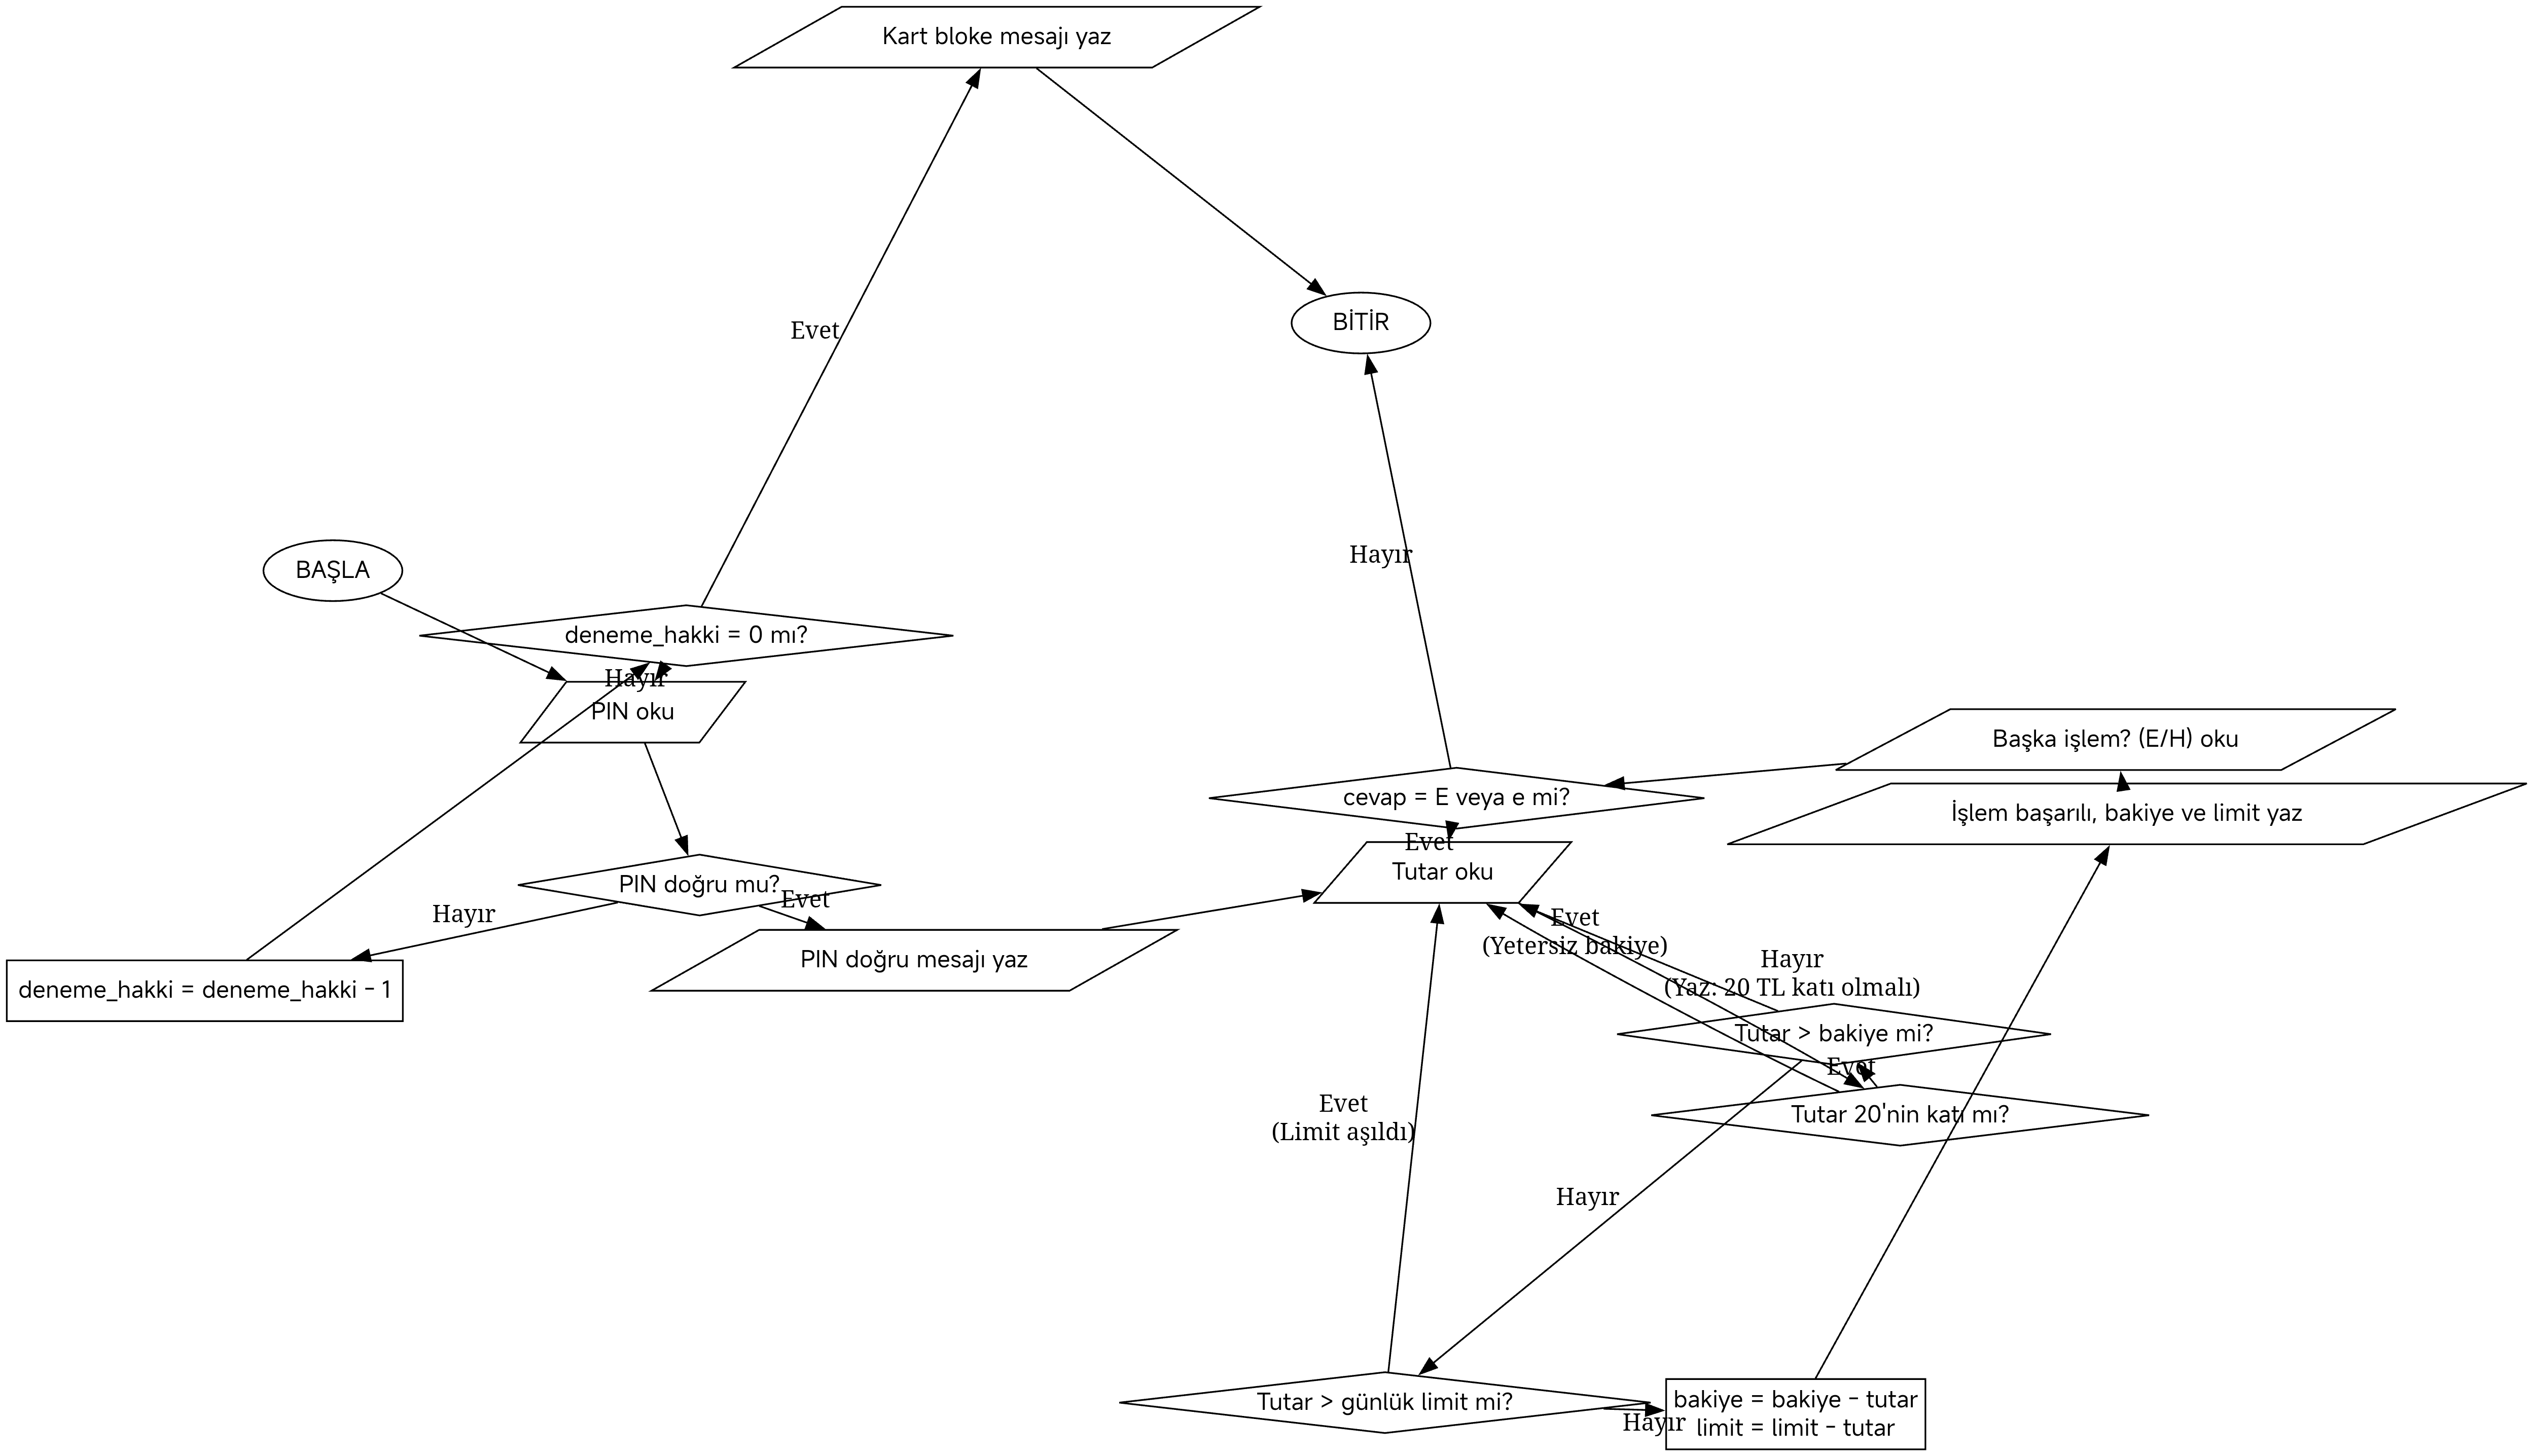 Kart bloke mesajı yaz
BİTİR
Evet
Hayır
BAŞLA
deneme_hakki = 0 mı?
Hayır
PIN oku
Başka işlem? (E/H) oku
cevap = E veya e mi?
İşlem başarılı, bakiye ve limit yaz
Evet
Tutar oku
PIN doğru mu?
Evet
Hayır
Evet
(Yetersiz bakiye)
PIN doğru mesajı yaz
Hayır
(Yaz: 20 TL katı olmalı)
deneme_hakki = deneme_hakki - 1
Tutar > bakiye mi?
Evet
Evet
(Limit aşıldı)
Tutar 20'nin katı mı?
Hayır
Tutar > günlük limit mi?
Hayır
bakiye = bakiye - tutar
limit = limit - tutar